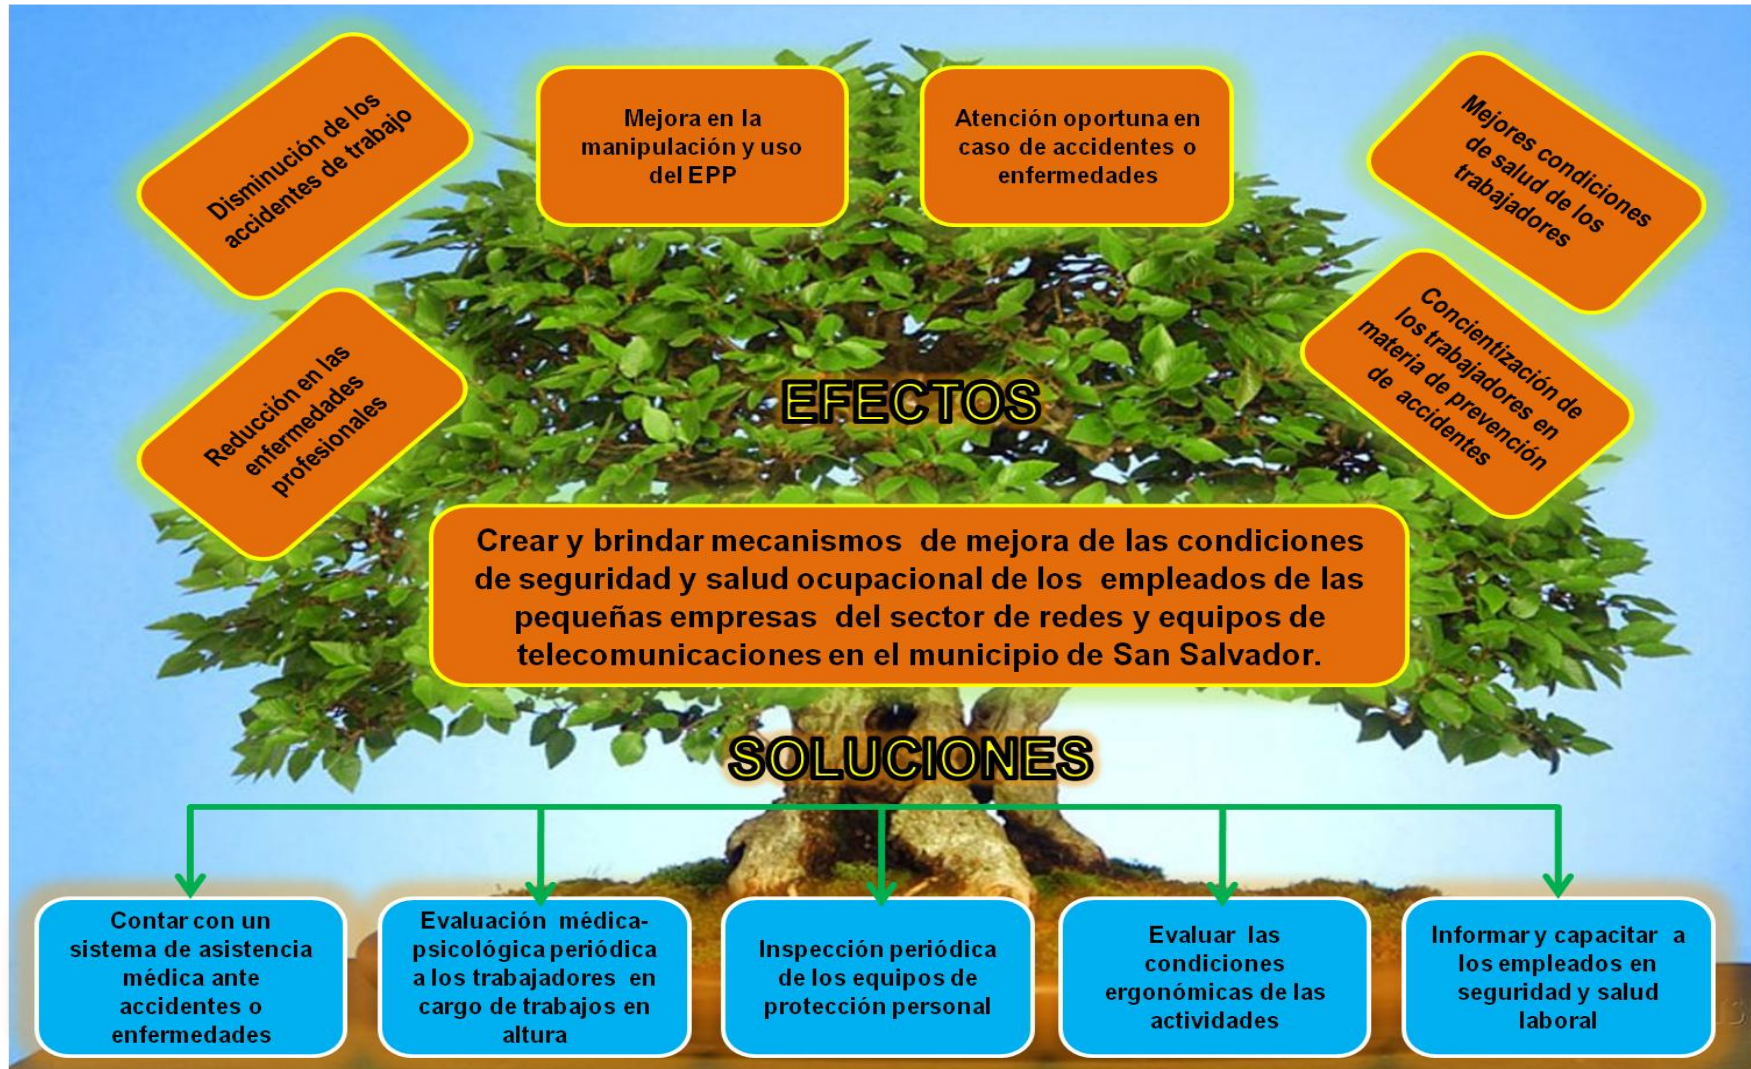 Disminución de los
accidentes de trabajo
Mejora en la
manipulación y uso
del EPP
Atención oportuna en
caso de accidentes o
enfermedades
Mejores condiciones
de salud de los
trabajadores
Reducción en las
enfermedades
profesionales
Concientización de
los trabajadores en
materia de prevención
de accidentes
EFECTOS
Crear y brindar mecanismos de mejora de las condiciones
de seguridad y salud ocupacional de los empleados de las
pequeñas empresas del sector de redes y equipos de
telecomunicaciones en el municipio de San Salvador.
SOLUCIONES
Contar con un
sistema de asistencia
médica ante
accidentes o
enfermedades
Evaluación médica-
psicológica periódica
a los trabajadores en
cargo de trabajos en
altura
Inspección periódica
de los equipos de
protección personal
Evaluar las
condiciones
ergonómicas de las
actividades
Informar y capacitar a
los empleados en
seguridad y salud
laboral